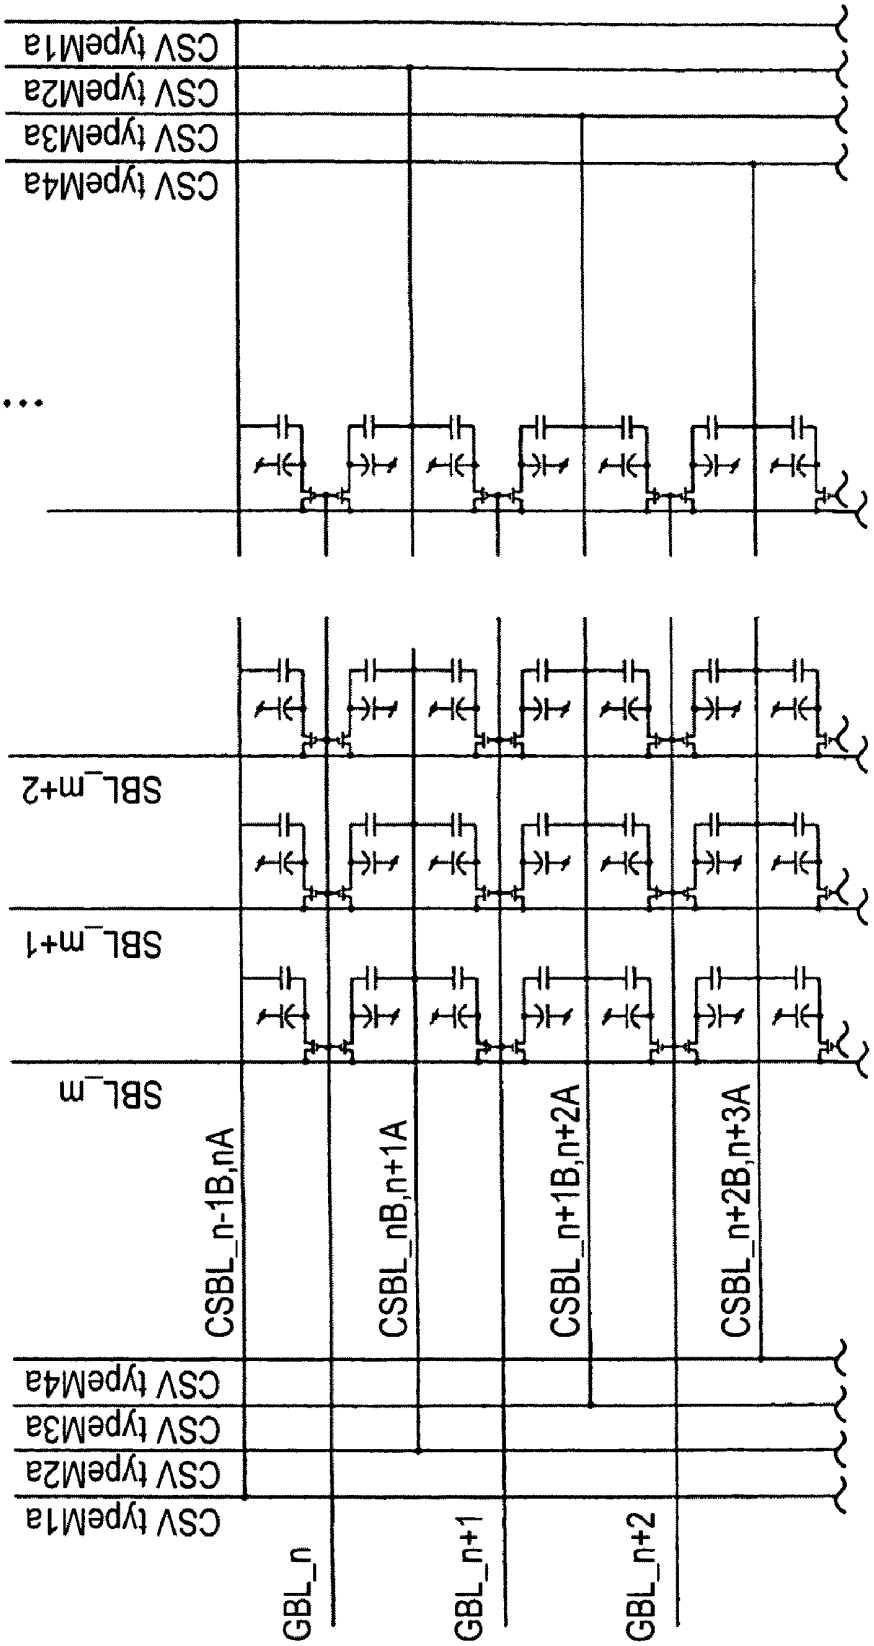 CSV typeM1a
CSV typeM2a
CSV typeM3a
CSV typeM4a
...
SBL_m+2
SBL_m+1
SBL_m
CSBL_n-1B,nA
CSBL_nB,n+1A
CSBL_n+1B,n+2A
CSBL_n+2B,n+3A
CSV typeM4a
CSV typeM3a
CSV typeM2a
CSV typeM1a
GBL_n
GBL_n+1
GBL_n+2